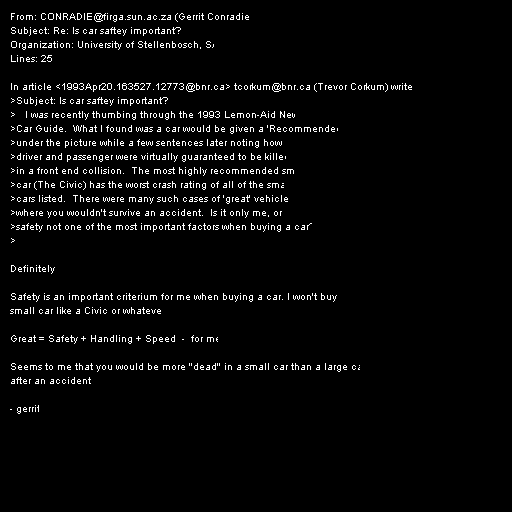 From: CONRADIE@firga.sun.ac.za (Gerrit Conradie
Subject: Re: Is car saftey important?
Organization: University of Stellenbosch, SA
Lines: 25

In article <1993Apr20.163527.12773@bnr.ca> tcorkum@bnr.ca (Trevor Corkum) write
>Subject: Is car saftey important?
>   I was recently thumbing through the 1993 Lemon-Aid New
>Car Guide.  What I found was a car would be given a 'Recommended
>under the picture while a few sentences later noting how
>driver and passenger were virtually guaranteed to be killed
>in a front end collision.  The most highly recommended sm
>car (The Civic) has the worst crash rating of all of the sma
>cars listed.  There were many such cases of 'great' vehicle
>where you wouldn't survive an accident.  Is it only me, or
>safety not one of the most important factors when buying a car?
>

Definitely

Safety is an important criterium for me when buying a car. I won't buy
small car like a Civic or whateve

Great = Safety + Handling + Speed  -  for me

Seems to me that you would be more "dead" in a small car than a large ca
after an accident

- gerrit